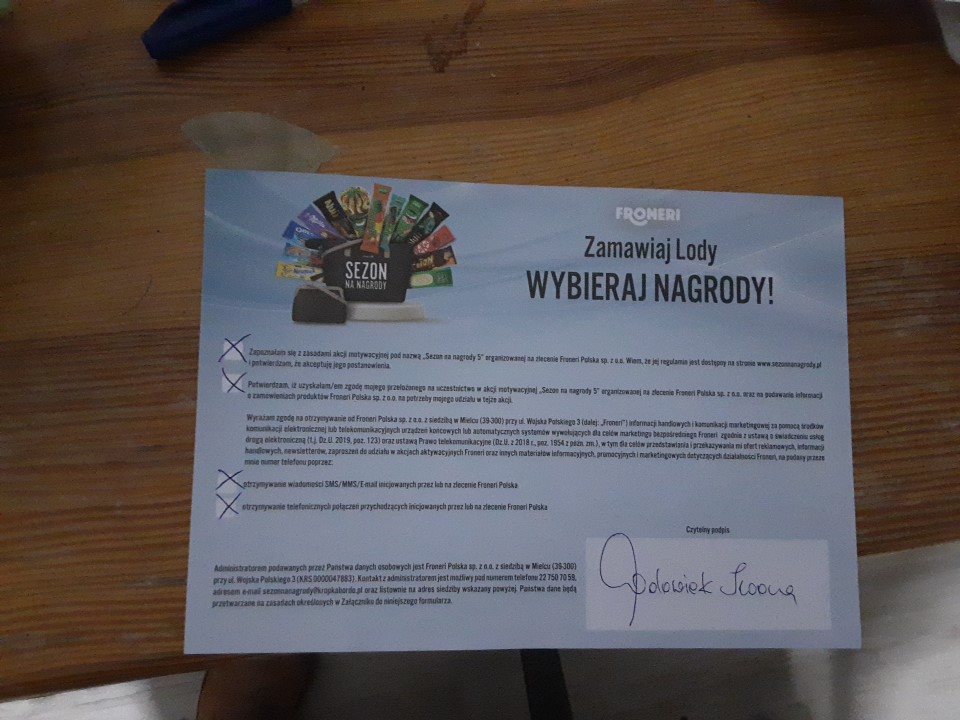 FRONERI
Zamawiaj Lody
WYBIERAJ NAGRODY!
SEZON
NA NAGRODY
Zapoznałam się z zasadami akcji motywacyjnej pod nazwą „Sezon na nagrody 5" organizowanej na zlecenie Froneri Polska sp. z o.o. Wiem, że jej regulamin jest dostępny na stronie www.sezononanagrody.pl
i potwierdzam, że akceptuję jego postanowienia.
Potwierdzam, iż uzyskałam/em zgodę mojego przełożonego na uczestnictwo w akcji motywacyjnej „Sezon na nagrody 5" organizowanej na zlecenie Froneri Polska sp. z o.o. oraz na podawanie informacji
o zamówieniach produktów Froneri Polska sp. z o.o. na potrzeby mojego udziału w tejże akcji.
Wyrażam zgodę na otrzymywanie od Froneri Polska sp. z o.o. z siedzibą w Mielcu (39-300) przy ul. Wojska Polskiego 3 (dalej: „Froneri") informacji handlowych i komunikacji marketingowej za pomocą środków
komunikacji elektronicznej lub telekomunikacyjnych urządzeń końcowych lub automatycznych systemów wywołujących dla celów marketingu bezpośredniego Froneri zgodnie z ustawą o świadczeniu usług
drogą elektroniczną (t.j. Dz.U. 2019, poz. 123) oraz ustawą Prawo telekomunikacyjne (Dz.U. z 2018 r., poz. 1954 z późn. zm.), w tym dla celów przedstawiania i przekazywania mi ofert reklamowych, informacji
handlowych, newsletterów, zaproszeń do udziału w akcjach aktywacyjnych Froneri oraz innych materiałów informacyjnych, promocyjnych i marketingowych dotyczących działalności Froneri, na podany przeze
mnie numer telefonu poprzez:
otrzymywanie wiadomości SMS/MMS/E-mail inicjowanych przez lub na zlecenie Froneri Polska
otrzymywanie telefonicznych połączeń przychodzących inicjowanych przez lub na zlecenie Froneri Polska
Czytelny podpis
Administratorem podawanych przez Państwa danych osobowych jest Froneri Polska sp. z o.o. z siedzibą w Mielcu (39-300)
przy ul. Wojska Polskiego 3 (KRS 0000047883). Kontakt z administratorem jest możliwy pod numerem telefonu 22 750 70 59,
adresem e-mail sezononanagrody@kropkabordo.pl oraz listownie na adres siedziby wskazany powyżej. Państwa dane będą
przetwarzane na zasadach określonych w Załączniku do niniejszego formularza.
Iwona